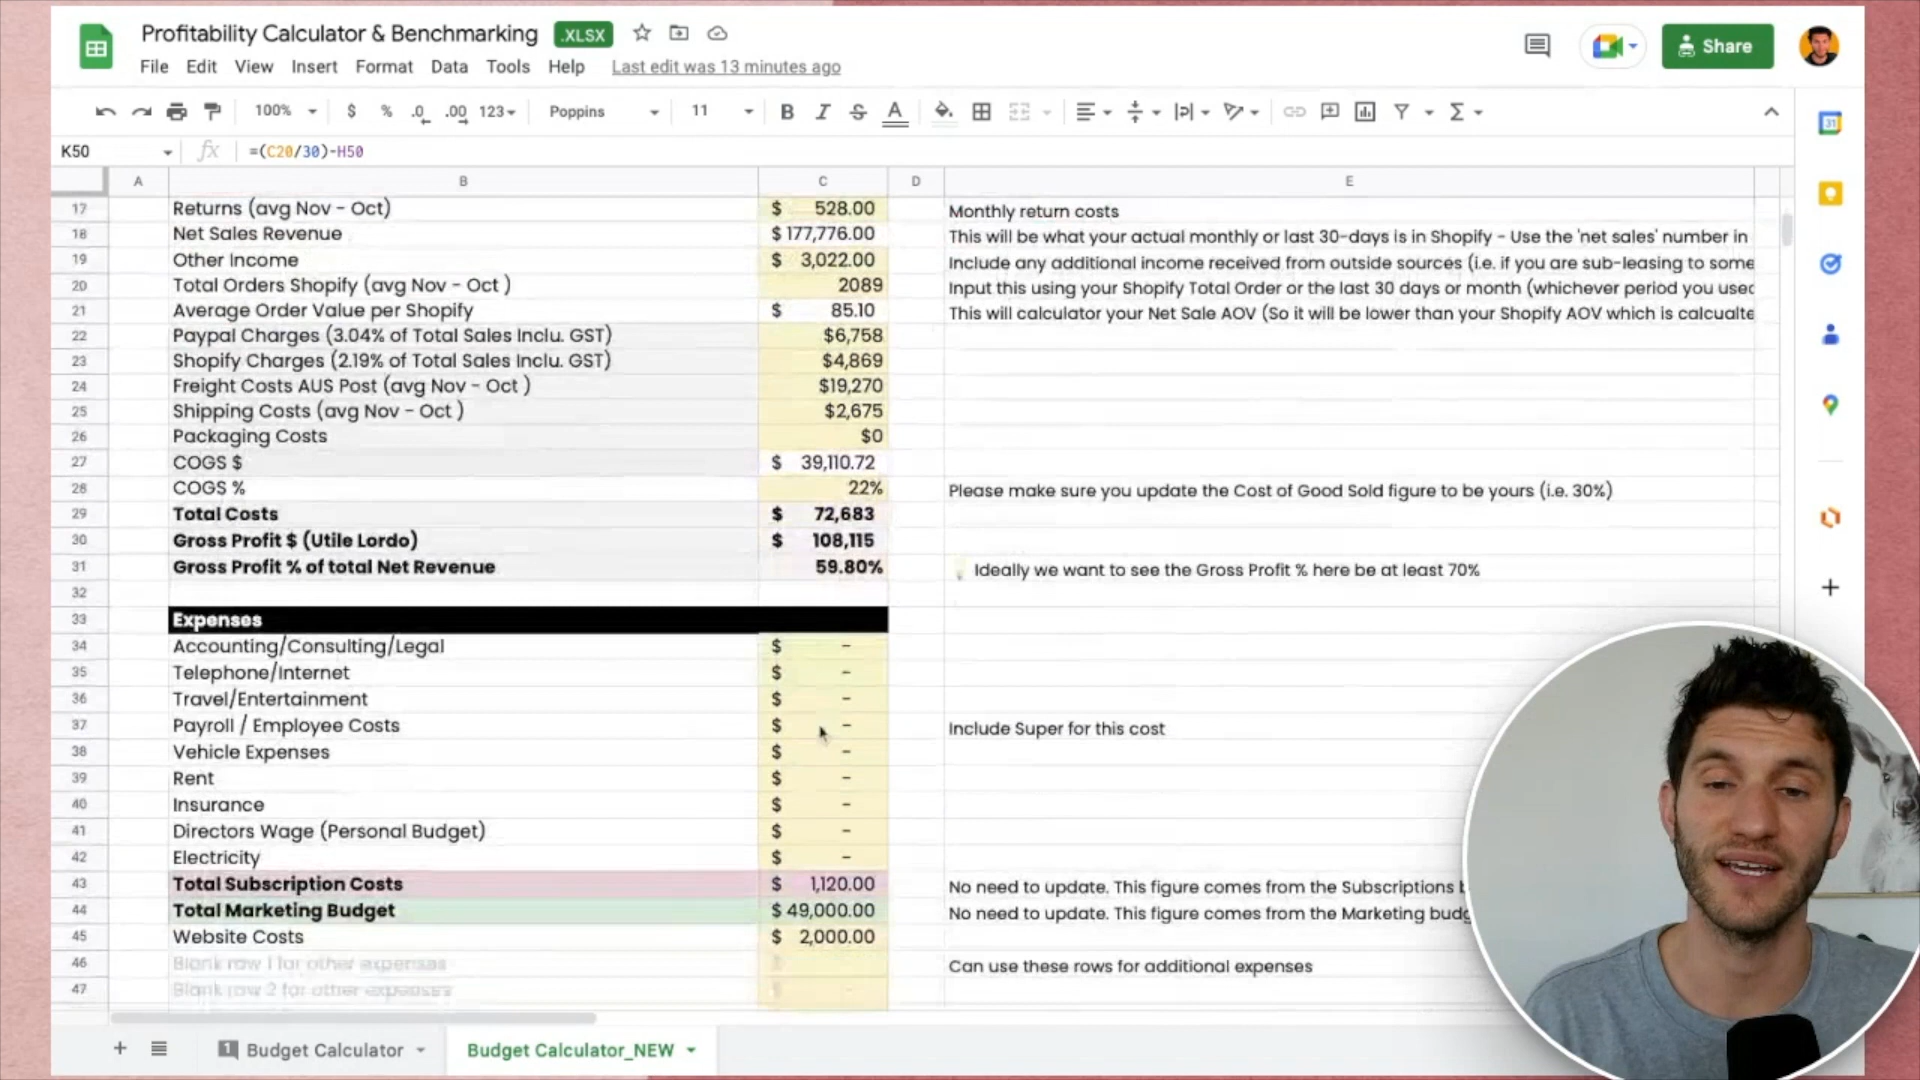 Profitability Calculator & Benchmarking .XLSX
Share
File Edit View Insert Format Data Tools Help Last edit was 13 minutes ago
100% $ % .0 .00 123 Poppins 11 B I S A
K50 fx =(C20/30)-H50
A B C D E
17 Returns (avg Nov - Oct) $ 528.00 Monthly return costs
18 Net Sales Revenue $ 177,776.00 This will be what your actual monthly or last 30-days is in Shopify - Use the 'net sales' number in
19 Other Income $ 3,022.00 Include any additional income received from outside sources (i.e. if you are sub-leasing to some
20 Total Orders Shopify (avg Nov - Oct ) 2089 Input this using your Shopify Total Order or the last 30 days or month (whichever period you used
21 Average Order Value per Shopify $ 85.10 This will calculator your Net Sale AOV (So it will be lower than your Shopify AOV which is calcualte
22 Paypal Charges (3.04% of Total Sales Inclu. GST) $6,758
23 Shopify Charges (2.19% of Total Sales Inclu. GST) $4,869
24 Freight Costs AUS Post (avg Nov - Oct ) $19,270
25 Shipping Costs (avg Nov - Oct ) $2,675
26 Packaging Costs $0
27 COGS $ $ 39,110.72
28 COGS % 22% Please make sure you update the Cost of Good Sold figure to be yours (i.e. 30%)
29 Total Costs $ 72,683
30 Gross Profit $ (Utile Lordo) $ 108,115
31 Gross Profit % of total Net Revenue 59.80% Ideally we want to see the Gross Profit % here be at least 70%
32
33 Expenses
34 Accounting/Consulting/Legal $ -
35 Telephone/Internet $ -
36 Travel/Entertainment $ -
37 Payroll / Employee Costs $ - Include Super for this cost
38 Vehicle Expenses $ -
39 Rent $ -
40 Insurance $ -
41 Directors Wage (Personal Budget) $ -
42 Electricity $ -
43 Total Subscription Costs $ 1,120.00 No need to update. This figure comes from the Subscriptions
44 Total Marketing Budget $ 49,000.00 No need to update. This figure comes from the Marketing
45 Website Costs $ 2,000.00
46 Blank row 1 for other expenses Can use these rows for additional expenses
47 Blank row 2 for other expenses
+ 1 Budget Calculator Budget Calculator_NEW